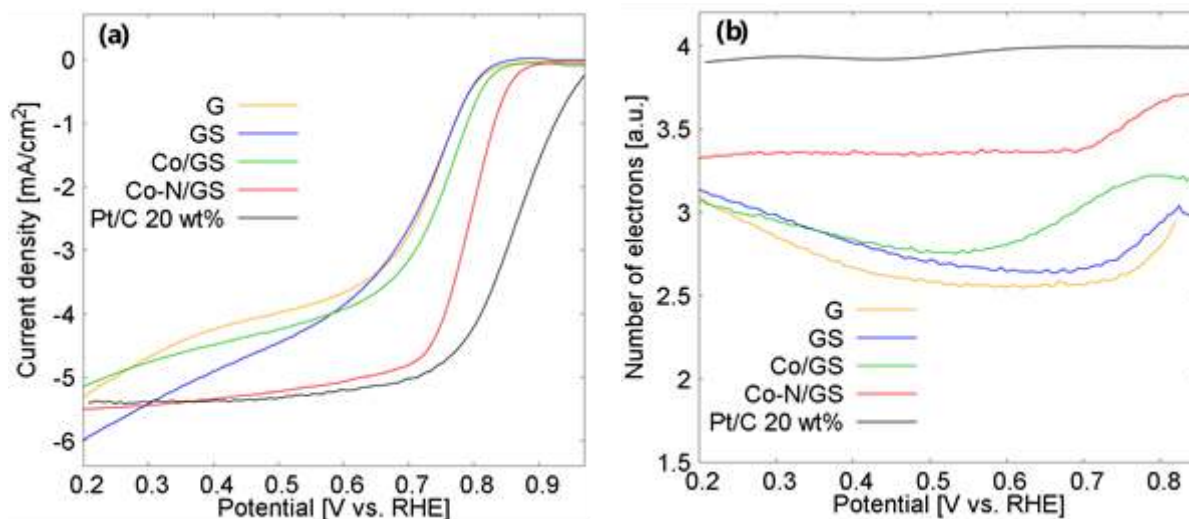 (a)
0
-1
-2
-3
-4
-5
-6
Current density [mA/cm²]
G
GS
Co/GS
Co-N/GS
Pt/C 20 wt%
0.2 0.3 0.4 0.5 0.6 0.7 0.8 0.9
Potential [V vs. RHE]
(b)
4
3.5
3
2.5
2
1.5
Number of electrons [a.u.]
G
GS
Co/GS
Co-N/GS
Pt/C 20 wt%
0.2 0.3 0.4 0.5 0.6 0.7 0.8
Potential [V vs. RHE]